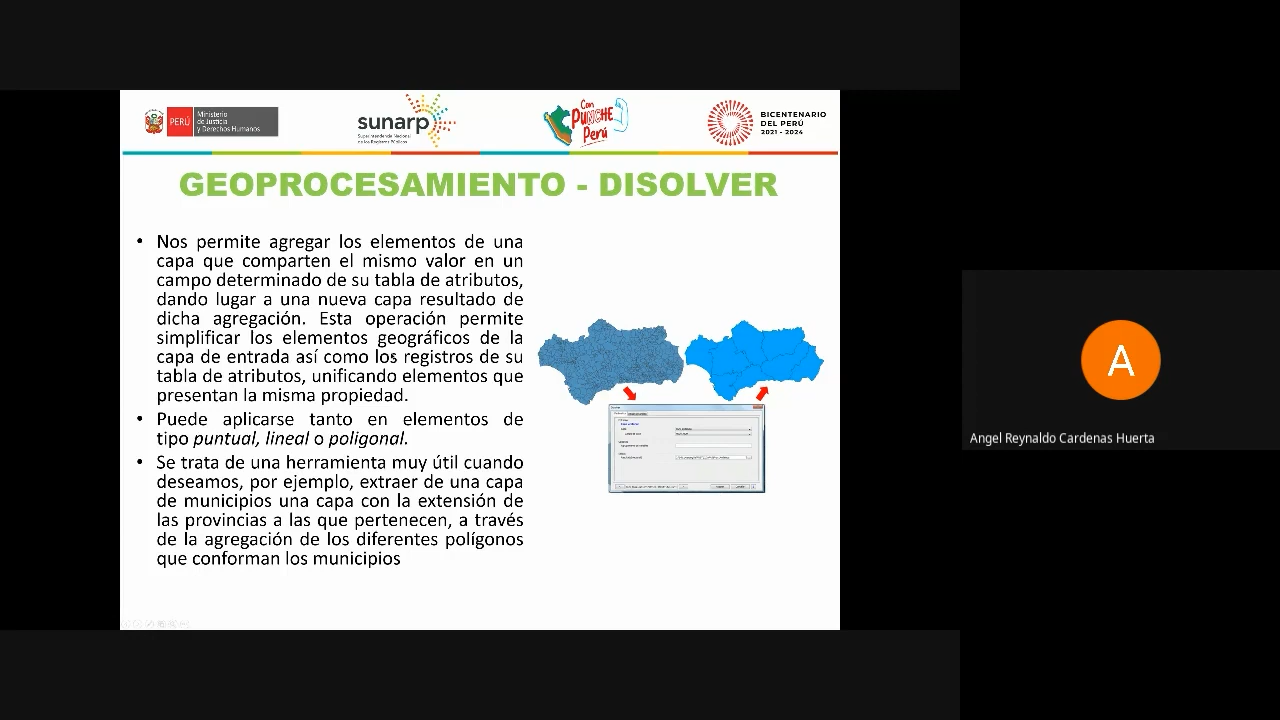 PERÚ
Ministerio
de Justicia
y Derechos Humanos
sunarp
Superintendencia Nacional
de los Registros Públicos
Con
PUNCHE
Perú
BICENTENARIO
DEL PERÚ
2021 - 2024
GEOPROCESAMIENTO - DISOLVER
• Nos permite agregar los elementos de una
capa que comparten el mismo valor en un
campo determinado de su tabla de atributos,
dando lugar a una nueva capa resultado de
dicha agregación. Esta operación permite
simplificar los elementos geográficos de la
capa de entrada así como los registros de su
tabla de atributos, unificando elementos que
presentan la misma propiedad.
• Puede aplicarse tanto en elementos de
tipo puntual, lineal o poligonal.
• Se trata de una herramienta muy útil cuando
deseamos, por ejemplo, extraer de una capa
de municipios una capa con la extensión de
las provincias a las que pertenecen, a través
de la agregación de los diferentes polígonos
que conforman los municipios
A
Angel Reynaldo Cardenas Huerta